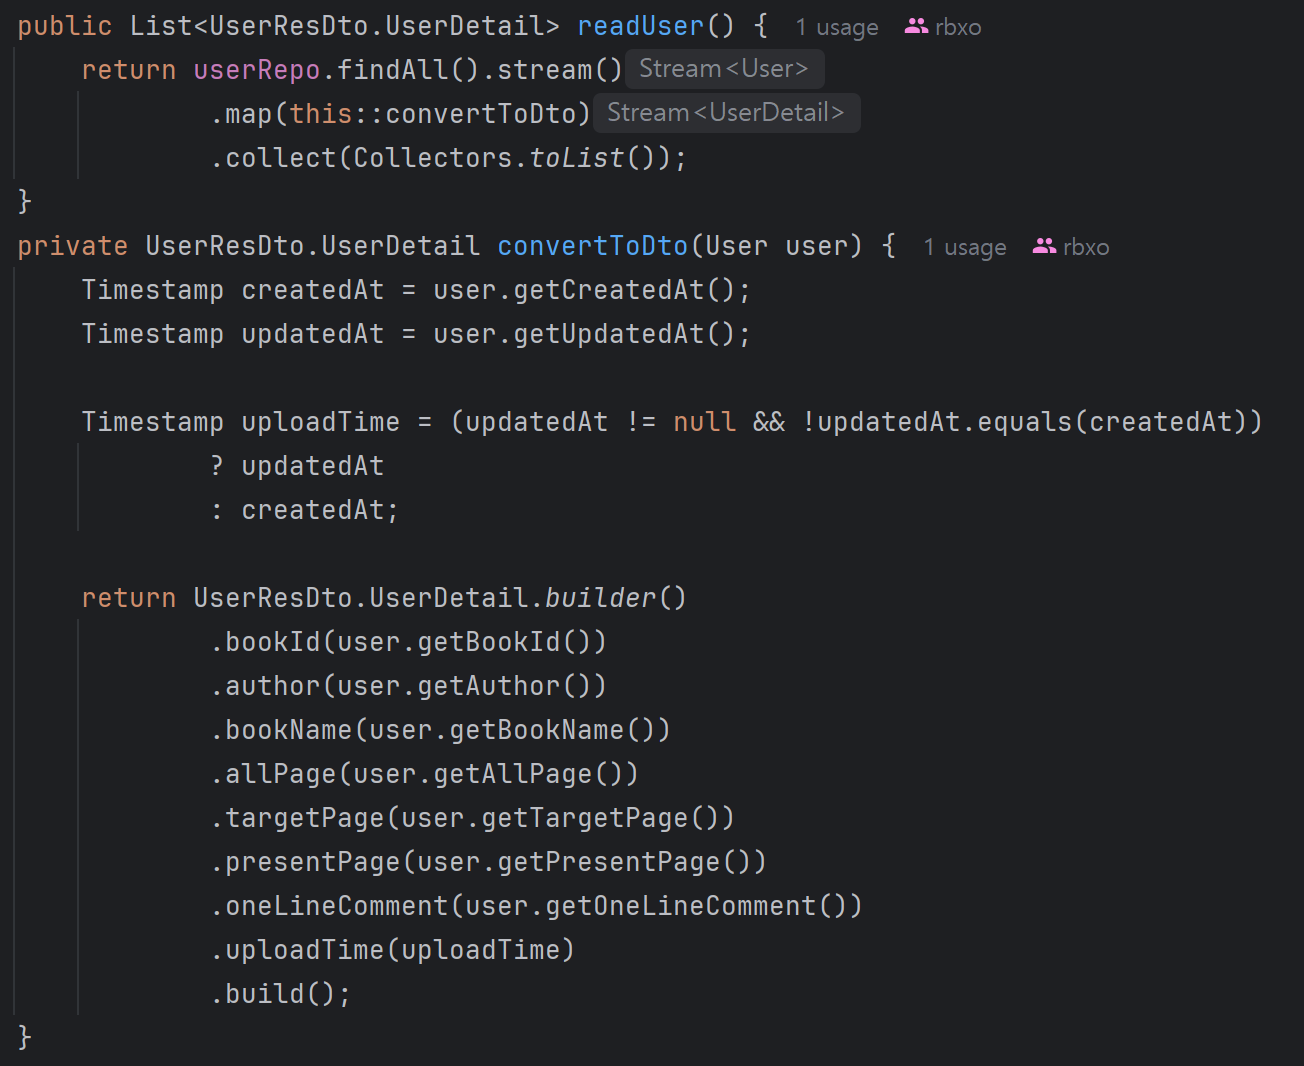 public List<UserResDto.UserDetail> readUser() { 1 usage rbxo
return userRepo.findAll().stream() Stream<User>
.map(this::convertToDto) Stream<UserDetail>
.collect(Collectors.toList());
}
private UserResDto.UserDetail convertToDto(User user) { 1 usage rbxo
Timestamp createdAt = user.getCreatedAt();
Timestamp updatedAt = user.getUpdatedAt();
Timestamp uploadTime = (updatedAt != null && !updatedAt.equals(createdAt))
? updatedAt
: createdAt;
return UserResDto.UserDetail.builder()
.bookId(user.getBookId())
.author(user.getAuthor())
.bookName(user.getBookName())
.allPage(user.getAllPage())
.targetPage(user.getTargetPage())
.presentPage(user.getPresentPage())
.oneLineComment(user.getOneLineComment())
.uploadTime(uploadTime)
.build();
}